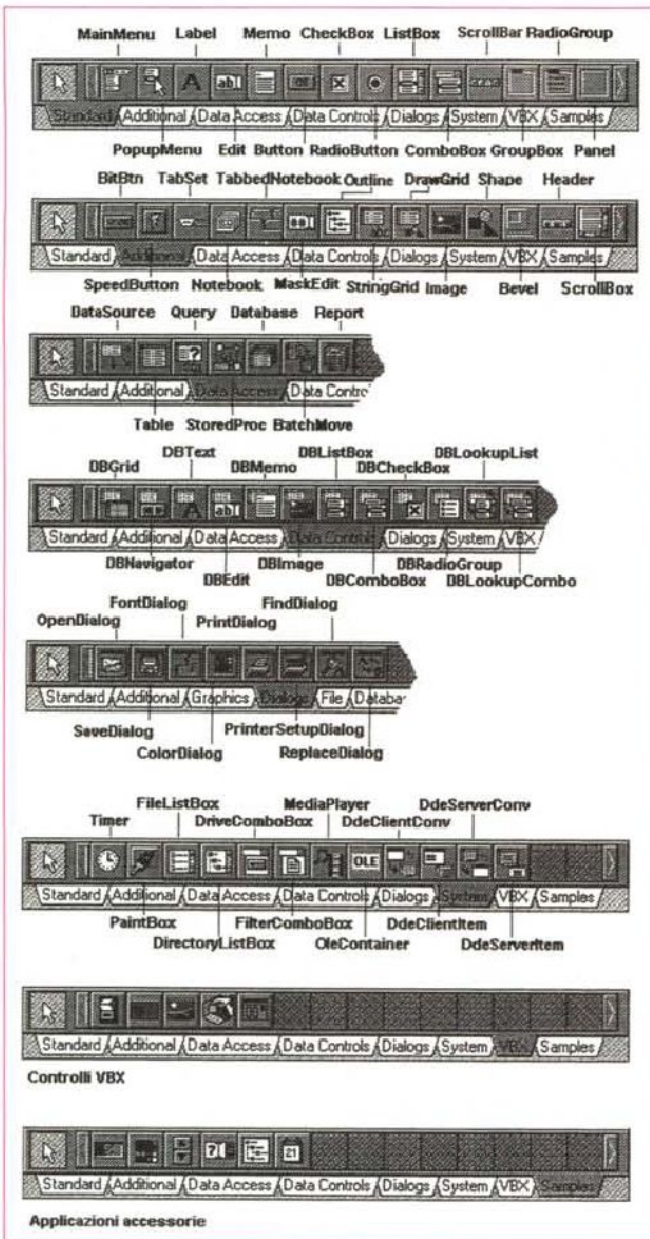 MainMenu Label Memo CheckBox ListBox ScrollBar RadioGroup
Standard Additional Data Access Data Controls Dialogs System VBX Samples
PopupMenu Edit Button RadioButton ComboBox GroupBox Panel
BitBtn TabSet TabbedNotebook Outline DrawGrid Shape Header
Standard Additional Data Access Data Controls Dialogs System VBX Samples
SpeedButton Notebook MaskEdit StringGrid Image Bevel ScrollBox
DataSource Query Database Report
Standard Additional Data Access Data Contro
Table StoredProc BatchMove
DBGrid DBText DBMemo DBListBox DBCheckBox DBLookupList
Standard Additional Data Access Data Controls Dialogs System VBX
DBNavigator DBEdit DBImage DBComboBox DBRadioGroup DBLookupCombo
OpenDialog FontDialog PrintDialog FindDialog
Standard Additional Graphics Dialogs File Databa
SaveDialog ColorDialog PrinterSetupDialog ReplaceDialog
Timer FileListBox DriveComboBox MediaPlayer DdeClientConv DdeServerConv
OLE
Standard Additional Data Access Data Controls Dialogs System VBX Samples
PaintBox DirectoryListBox FilterComboBox OleContainer DdeClientItem DdeServerItem
Standard Additional Data Access Data Controls Dialogs System VBX Samples
Controlli VBX
21
Standard Additional Data Access Data Controls Dialogs System VBX Samples
Applicazioni accessorie